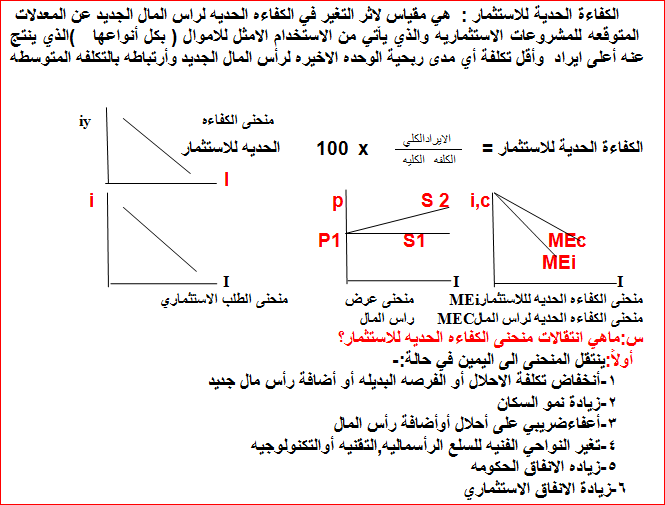 الكفاءة الحدية للاستثمار : هي مقياس لاثر التغير في الكفاءه الحديه لراس المال الجديد عن المعدلات
المتوقعه للمشروعات الاستثماريه والذي يأتي من الاستخدام الامثل للاموال ( بكل أنواعها )الذي ينتج
عنه أعلى ايراد وأقل تكلفة أي مدى ربحية الوحده الاخيره لرأس المال الجديد وأرتباطه بالتكلفه المتوسطه
iy
منحنى الكفاءه
الحديه للاستثمار
I
الكفاءة الحدية للاستثمار =
الايرادالكلي
الكلفه الكليه
x 100
i,c
MEc
MEi
I
p
S 2
P1
S1
I
i
I
منحنى الكفاءه الحديه لللاستثمارMEi
منحنى الكفاءه الحديه لراس المالMEC
منحنى عرض
راس المال
منحنى الطلب الاستثماري
س:ماهي انتقالات منحنى الكفاءه الحديه للاستثمار؟
أولاً:ينتقل المنحنى الى اليمين في حالة:-
١-أنخفاض تكلفة الاحلال أو الفرصه البديله أو أضافة رأس مال جديد
٢-زيادة نمو السكان
٣-أعفاءضريبي على أحلال أوأضافة رأس المال
٤-تغير النواحي الفنيه للسلع الرأسماليه,التقنيه أوالتكنولوجيه
٥-زياده الانفاق الحكومه
٦-زيادة الانفاق الاستثماري